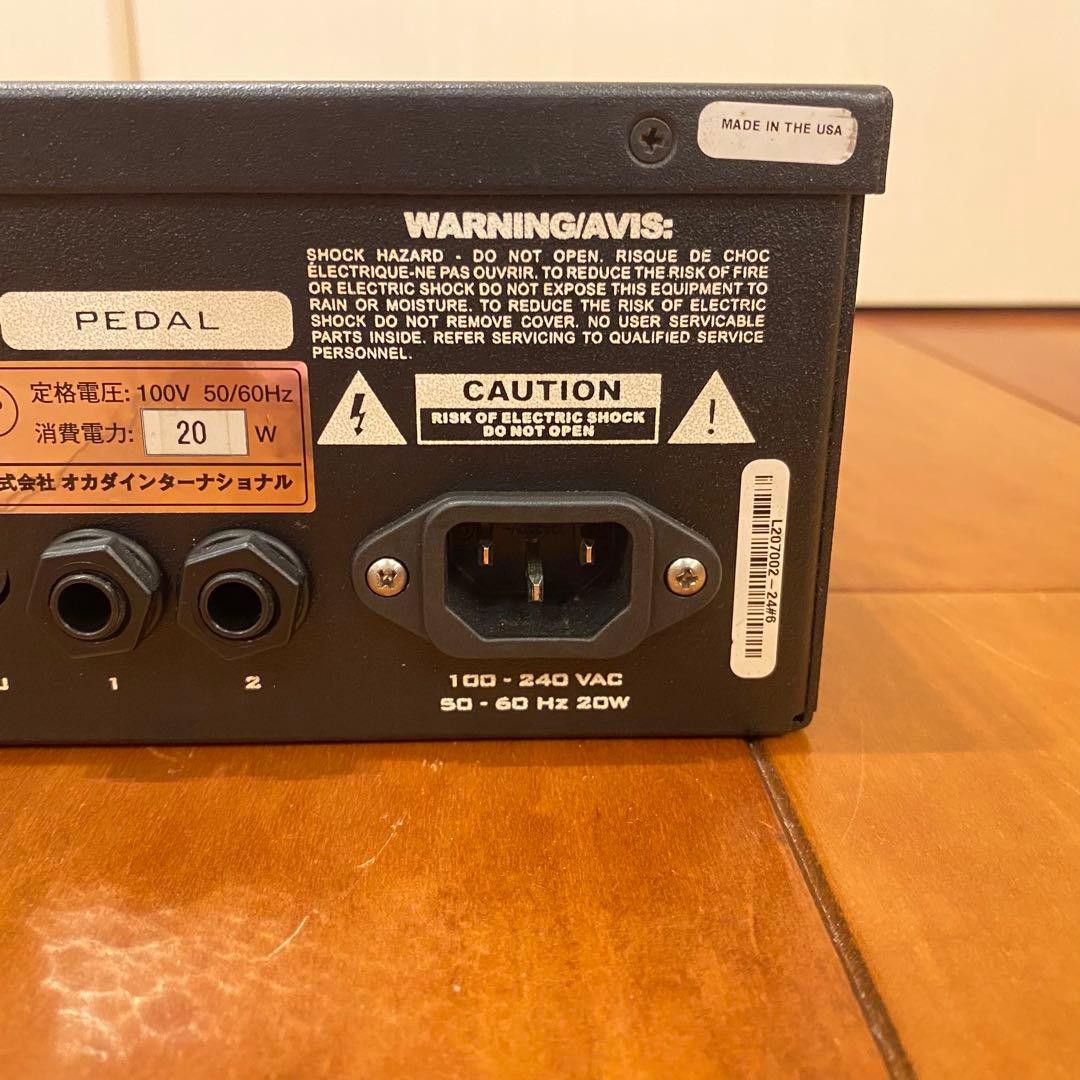 MADE IN THE USA
WARNING/AVIS:
SHOCK HAZARD - DO NOT OPEN. RISQUE DE CHOC
ÉLECTRIQUE-NE PAS OUVRIR. TO REDUCE THE RISK OF FIRE
OR ELECTRIC SHOCK DO NOT EXPOSE THIS EQUIPMENT TO
RAIN OR MOISTURE. TO REDUCE THE RISK OF ELECTRIC
SHOCK DO NOT REMOVE COVER. NO USER SERVICABLE
PARTS INSIDE. REFER SERVICING TO QUALIFIED SERVICE
PERSONNEL.
PEDAL
定格電圧: 100V 50/60Hz
消費電力: 20 W
式会社 オカダインターナショナル
CAUTION
RISK OF ELECTRIC SHOCK
DO NOT OPEN
L207002-24#6
1
2
100 - 240 VAC
50 - 60 Hz 20W